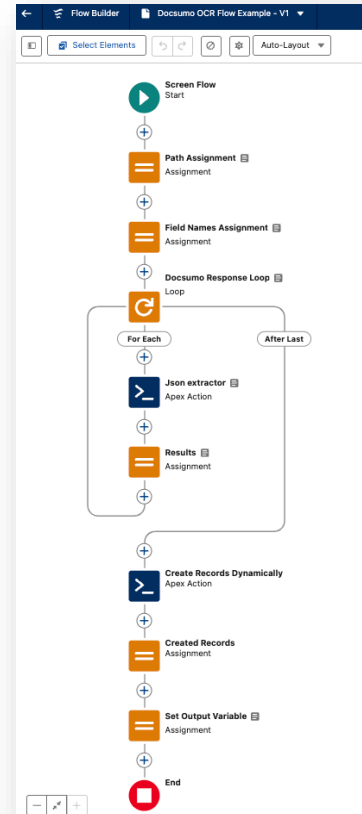 Flow Builder
Docsumo OCR Flow Example - V1
Select Elements
Auto-Layout
Screen Flow
Start
Path Assignment
Assignment
Field Names Assignment
Assignment
Docsumo Response Loop
Loop
For Each
After Last
Json extractor
Apex Action
Results
Assignment
Create Records Dynamically
Apex Action
Created Records
Assignment
Set Output Variable
Assignment
End